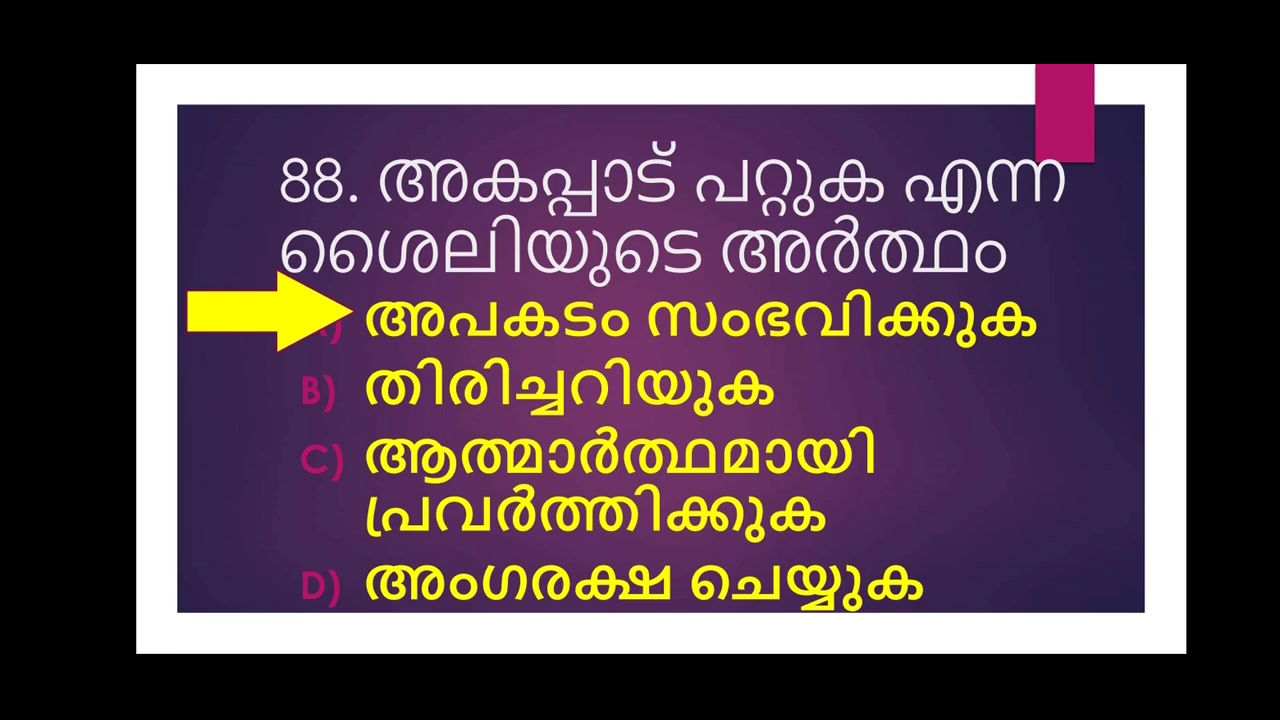 88. അകപ്പാട് പറ്റുക എന്ന
ശൈലിയുടെ അർത്ഥം
A) അപകടം സംഭവിക്കുക
B) തിരിച്ചറിയുക
C) ആത്മാർത്ഥമായി
പ്രവർത്തിക്കുക
D) അംഗരക്ഷ ചെയ്യുക